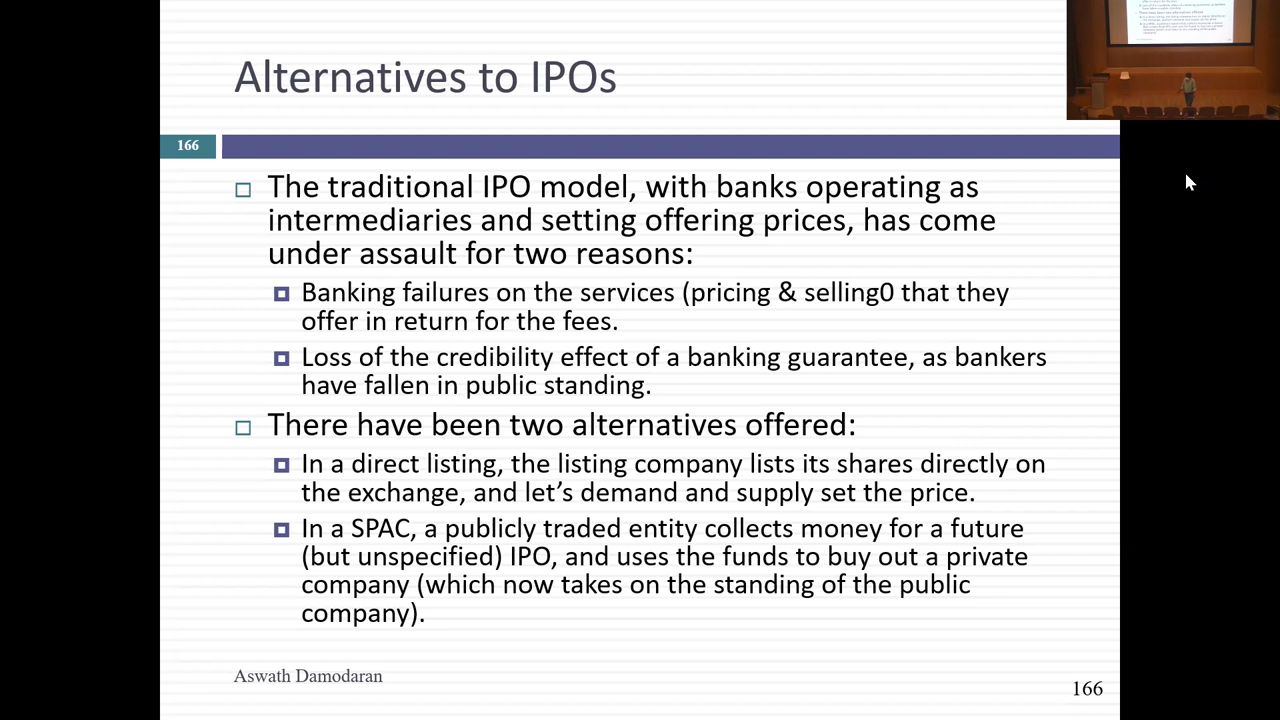 Alternatives to IPOs
166
The traditional IPO model, with banks operating as
intermediaries and setting offering prices, has come
under assault for two reasons:
Banking failures on the services (pricing & selling0 that they
offer in return for the fees.
Loss of the credibility effect of a banking guarantee, as bankers
have fallen in public standing.
There have been two alternatives offered:
In a direct listing, the listing company lists its shares directly on
the exchange, and let’s demand and supply set the price.
In a SPAC, a publicly traded entity collects money for a future
(but unspecified) IPO, and uses the funds to buy out a private
company (which now takes on the standing of the public
company).
Aswath Damodaran
166